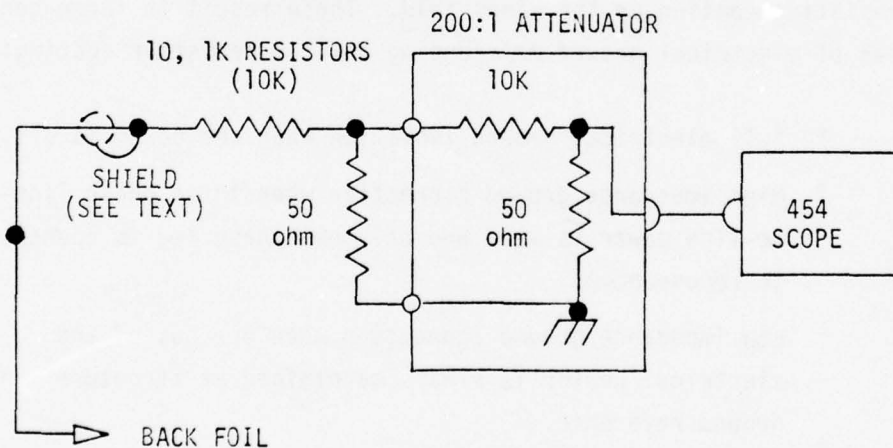 200:1 ATTENUATOR
10, 1K RESISTORS
(10K)
10K
SHIELD
(SEE TEXT)
50
ohm
50
ohm
454
SCOPE
BACK FOIL